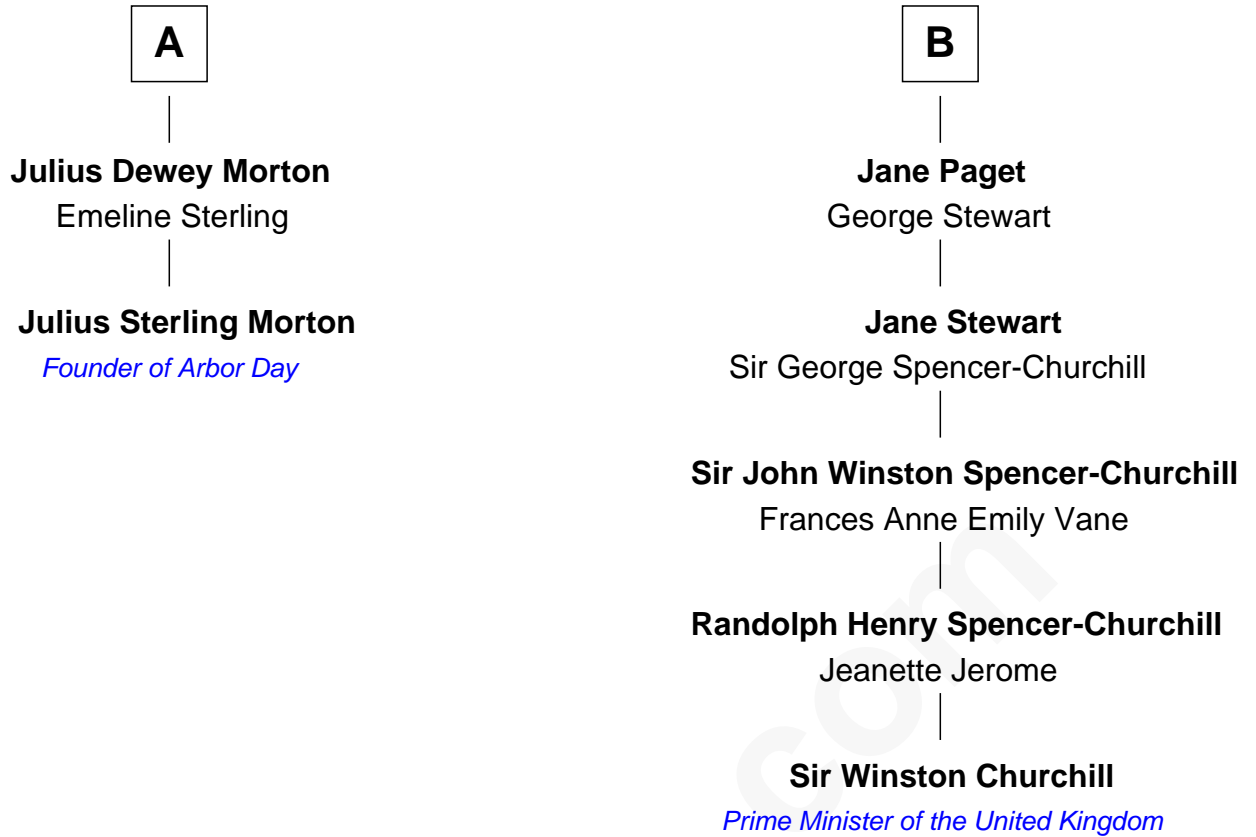 A
Julius Dewey Morton
Emeline Sterling
Julius Sterling Morton
Founder of Arbor Day
B
Jane Paget
George Stewart
Jane Stewart
Sir George Spencer-Churchill
Sir John Winston Spencer-Churchill
Frances Anne Emily Vane
Randolph Henry Spencer-Churchill
Jeanette Jerome
Sir Winston Churchill
Prime Minister of the United Kingdom
com